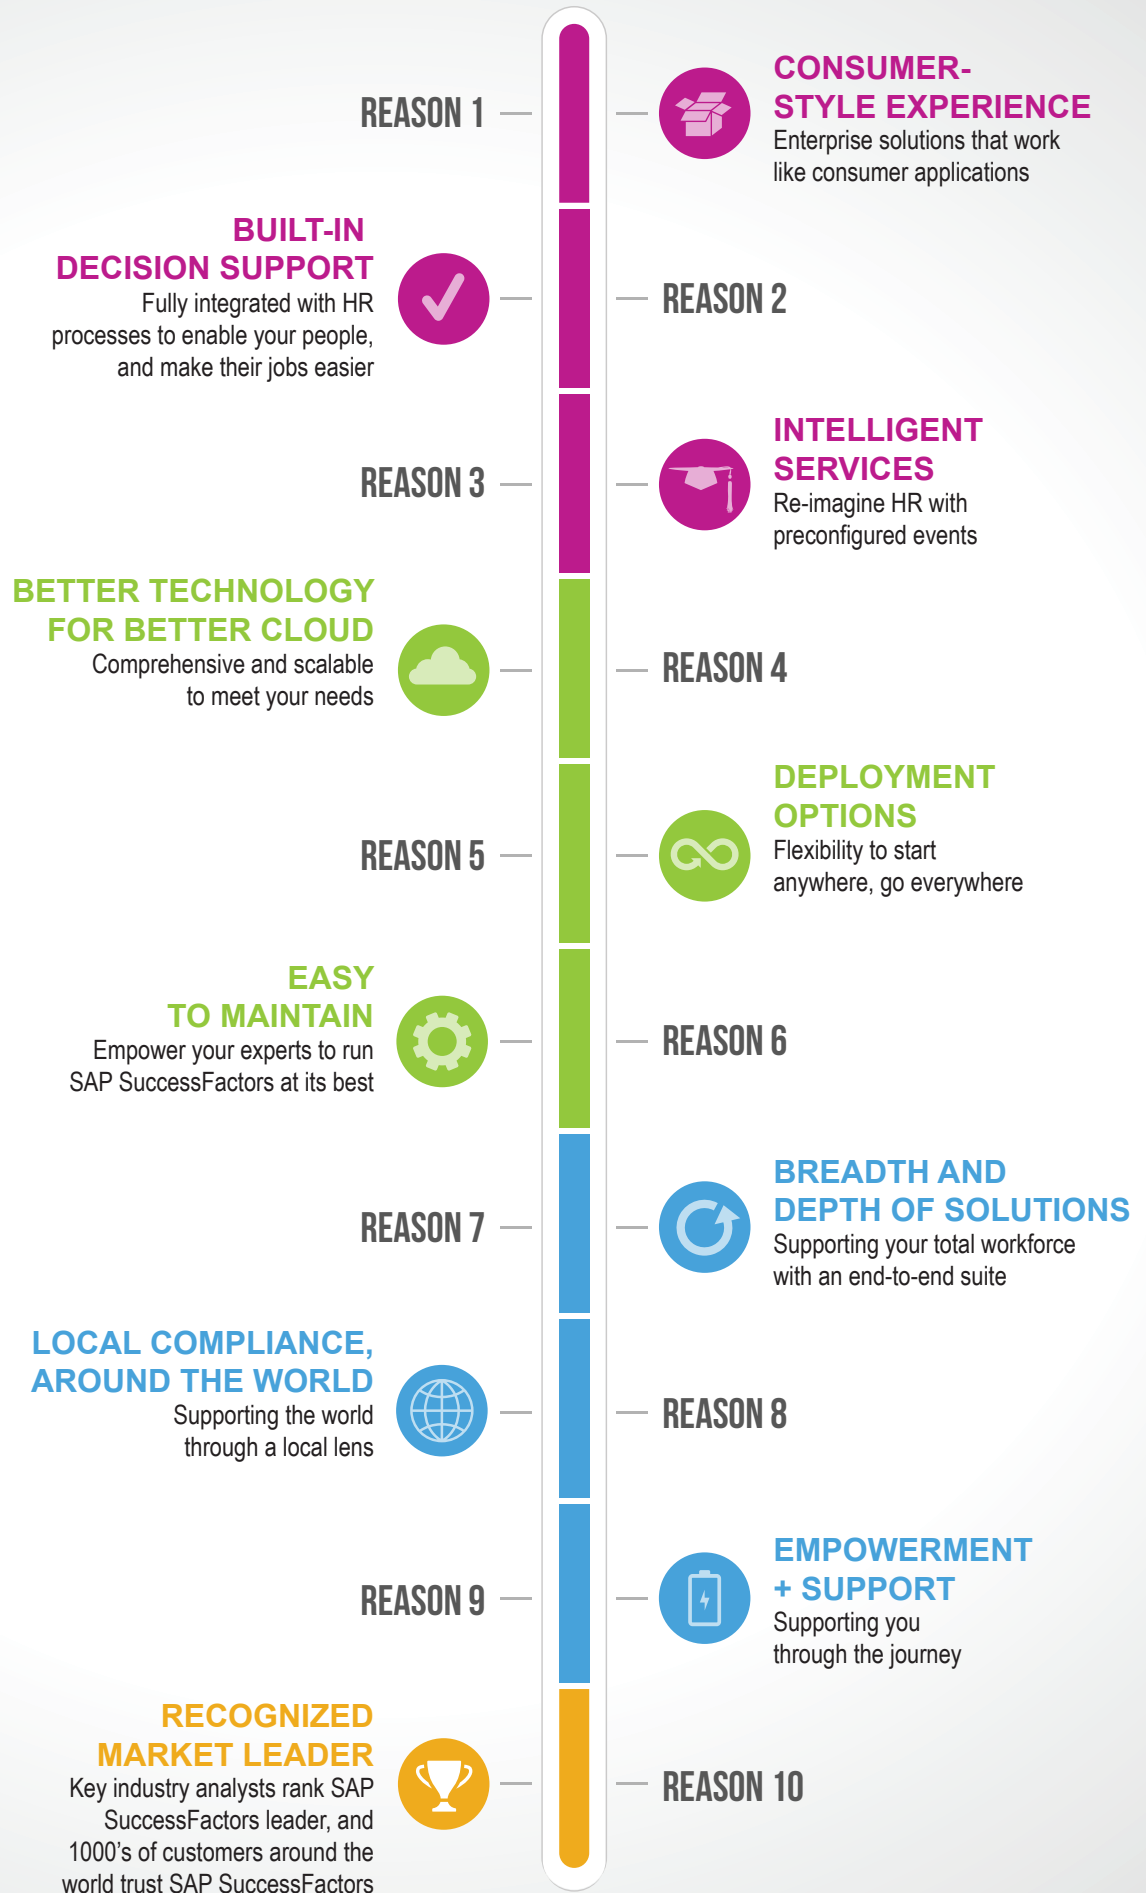 REASON 1
CONSUMER-
STYLE EXPERIENCE
Enterprise solutions that work
like consumer applications
BUILT-IN
DECISION SUPPORT
Fully integrated with HR
processes to enable your people,
and make their jobs easier
REASON 2
REASON 3
INTELLIGENT
SERVICES
Re-imagine HR with
preconfigured events
BETTER TECHNOLOGY
FOR BETTER CLOUD
Comprehensive and scalable
to meet your needs
REASON 4
REASON 5
DEPLOYMENT
OPTIONS
Flexibility to start
anywhere, go everywhere
EASY
TO MAINTAIN
Empower your experts to run
SAP SuccessFactors at its best
REASON 6
REASON 7
BREADTH AND
DEPTH OF SOLUTIONS
Supporting your total workforce
with an end-to-end suite
LOCAL COMPLIANCE,
AROUND THE WORLD
Supporting the world
through a local lens
REASON 8
REASON 9
EMPOWERMENT
+ SUPPORT
Supporting you
through the journey
RECOGNIZED
MARKET LEADER
Key industry analysts rank SAP
SuccessFactors leader, and
1000's of customers around the
world trust SAP SuccessFactors
REASON 10